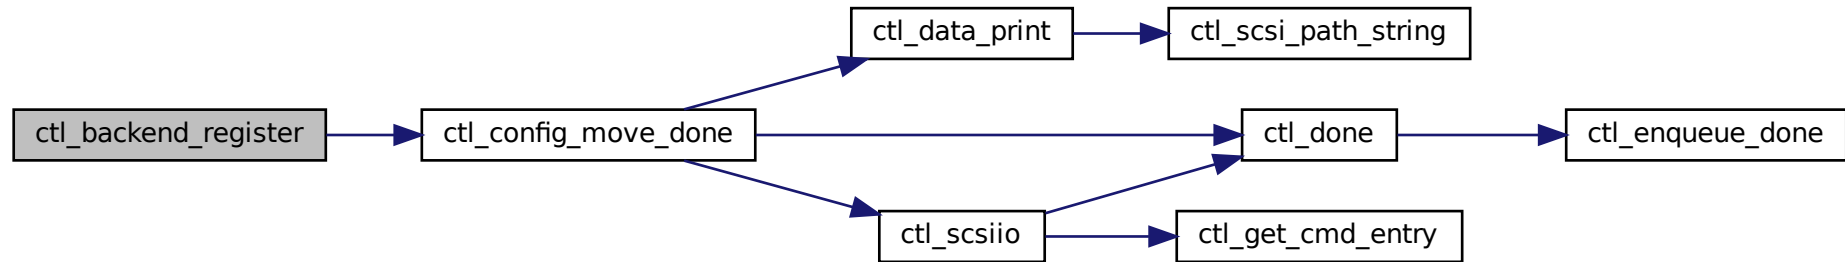 ctl_backend_register
ctl_config_move_done
ctl_data_print
ctl_scsi_path_string
ctl_done
ctl_enqueue_done
ctl_scsiio
ctl_get_cmd_entry